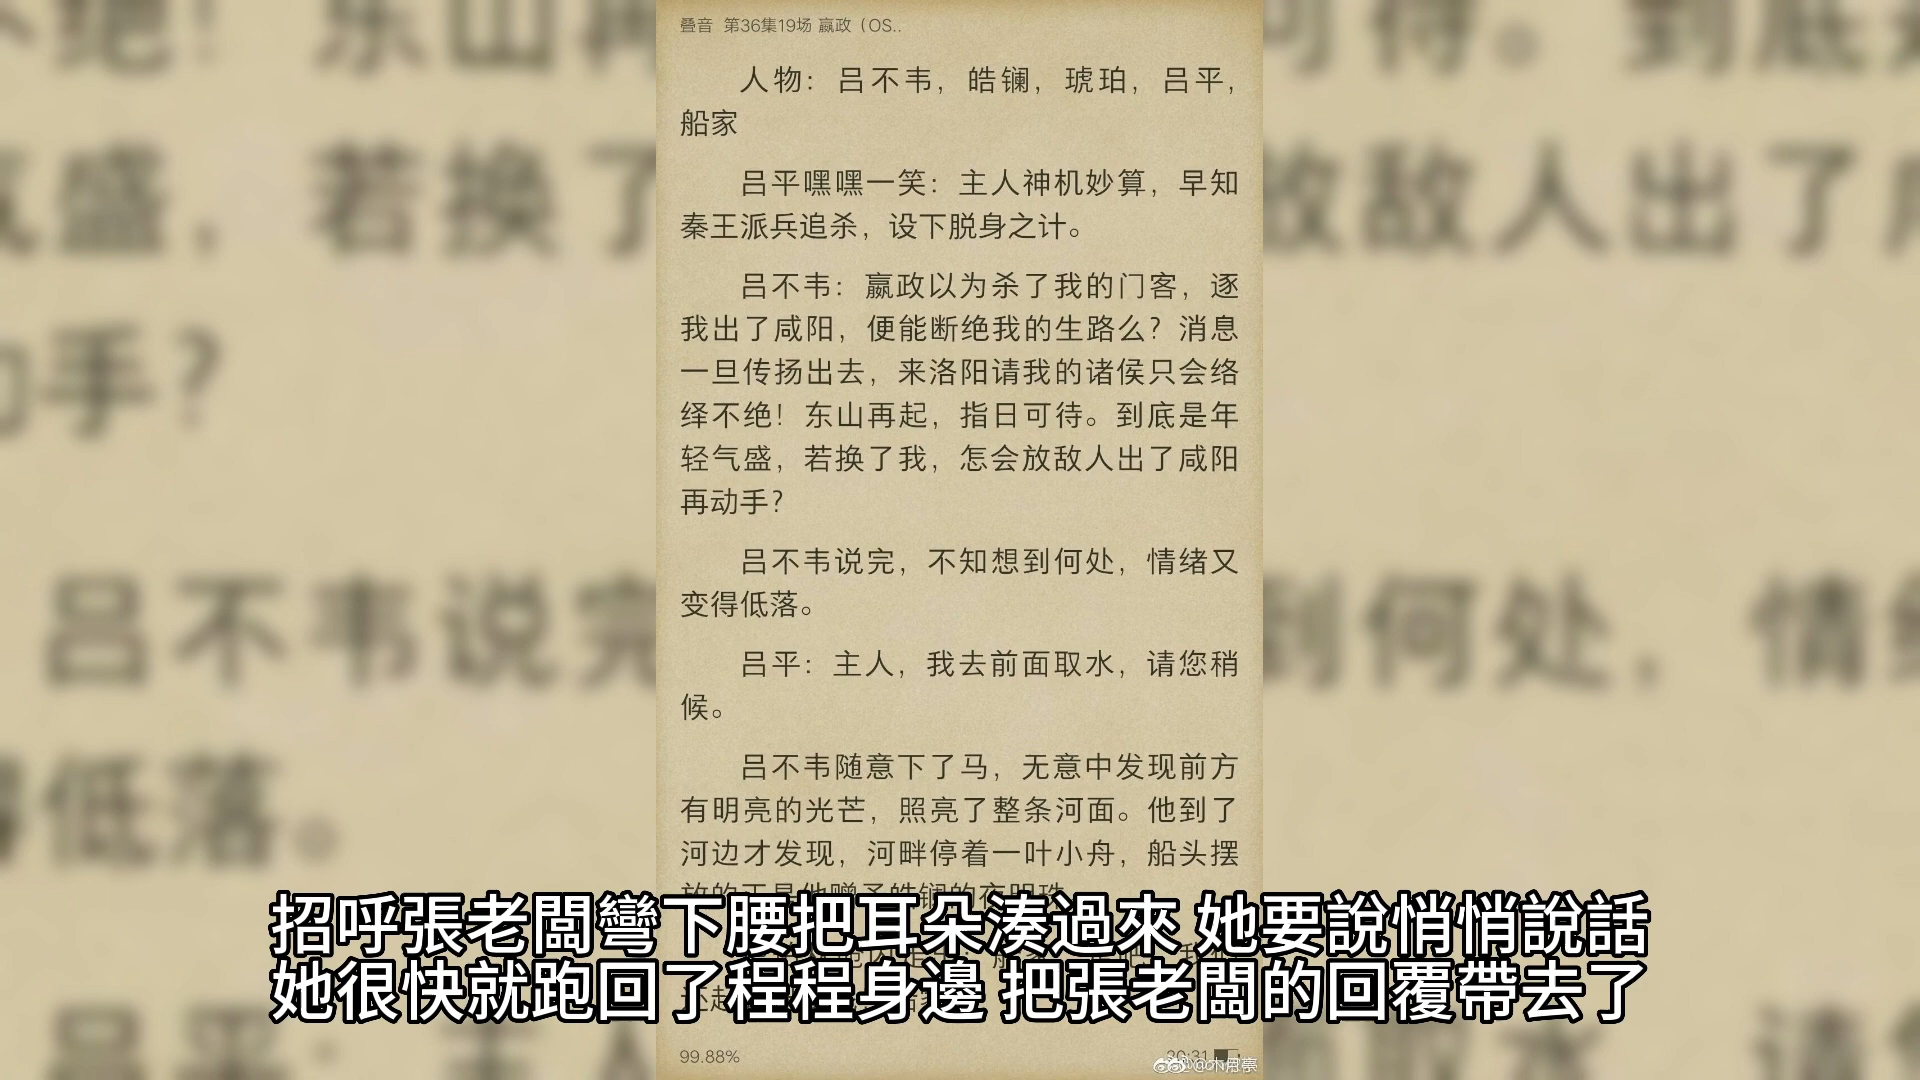 叠音 第36集19场 嬴政（OS..
人物：吕不韦，皓镧，琥珀，吕平，
船家
吕平嘿嘿一笑：主人神机妙算，早知
秦王派兵追杀，设下脱身之计。
吕不韦：嬴政以为杀了我的门客，逐
我出了咸阳，便能断绝我的生路么？消息
一旦传扬出去，来洛阳请我的诸侯只会络
绎不绝！东山再起，指日可待。到底是年
轻气盛，若换了我，怎会放敌人出了咸阳
再动手？
吕不韦说完，不知想到何处，情绪又
变得低落。
吕平：主人，我去前面取水，请您稍
候。
吕不韦随意下了马，无意中发现前方
有明亮的光芒，照亮了整条河面。他到了
河边才发现，河畔停着一叶小舟，船头摆
招呼張老闆彎下腰把耳朵湊過來 她要說悄悄說話
她很快就跑回了程程身邊 把張老闆的回覆帶去了
99.88%
20:31
@木甩亭